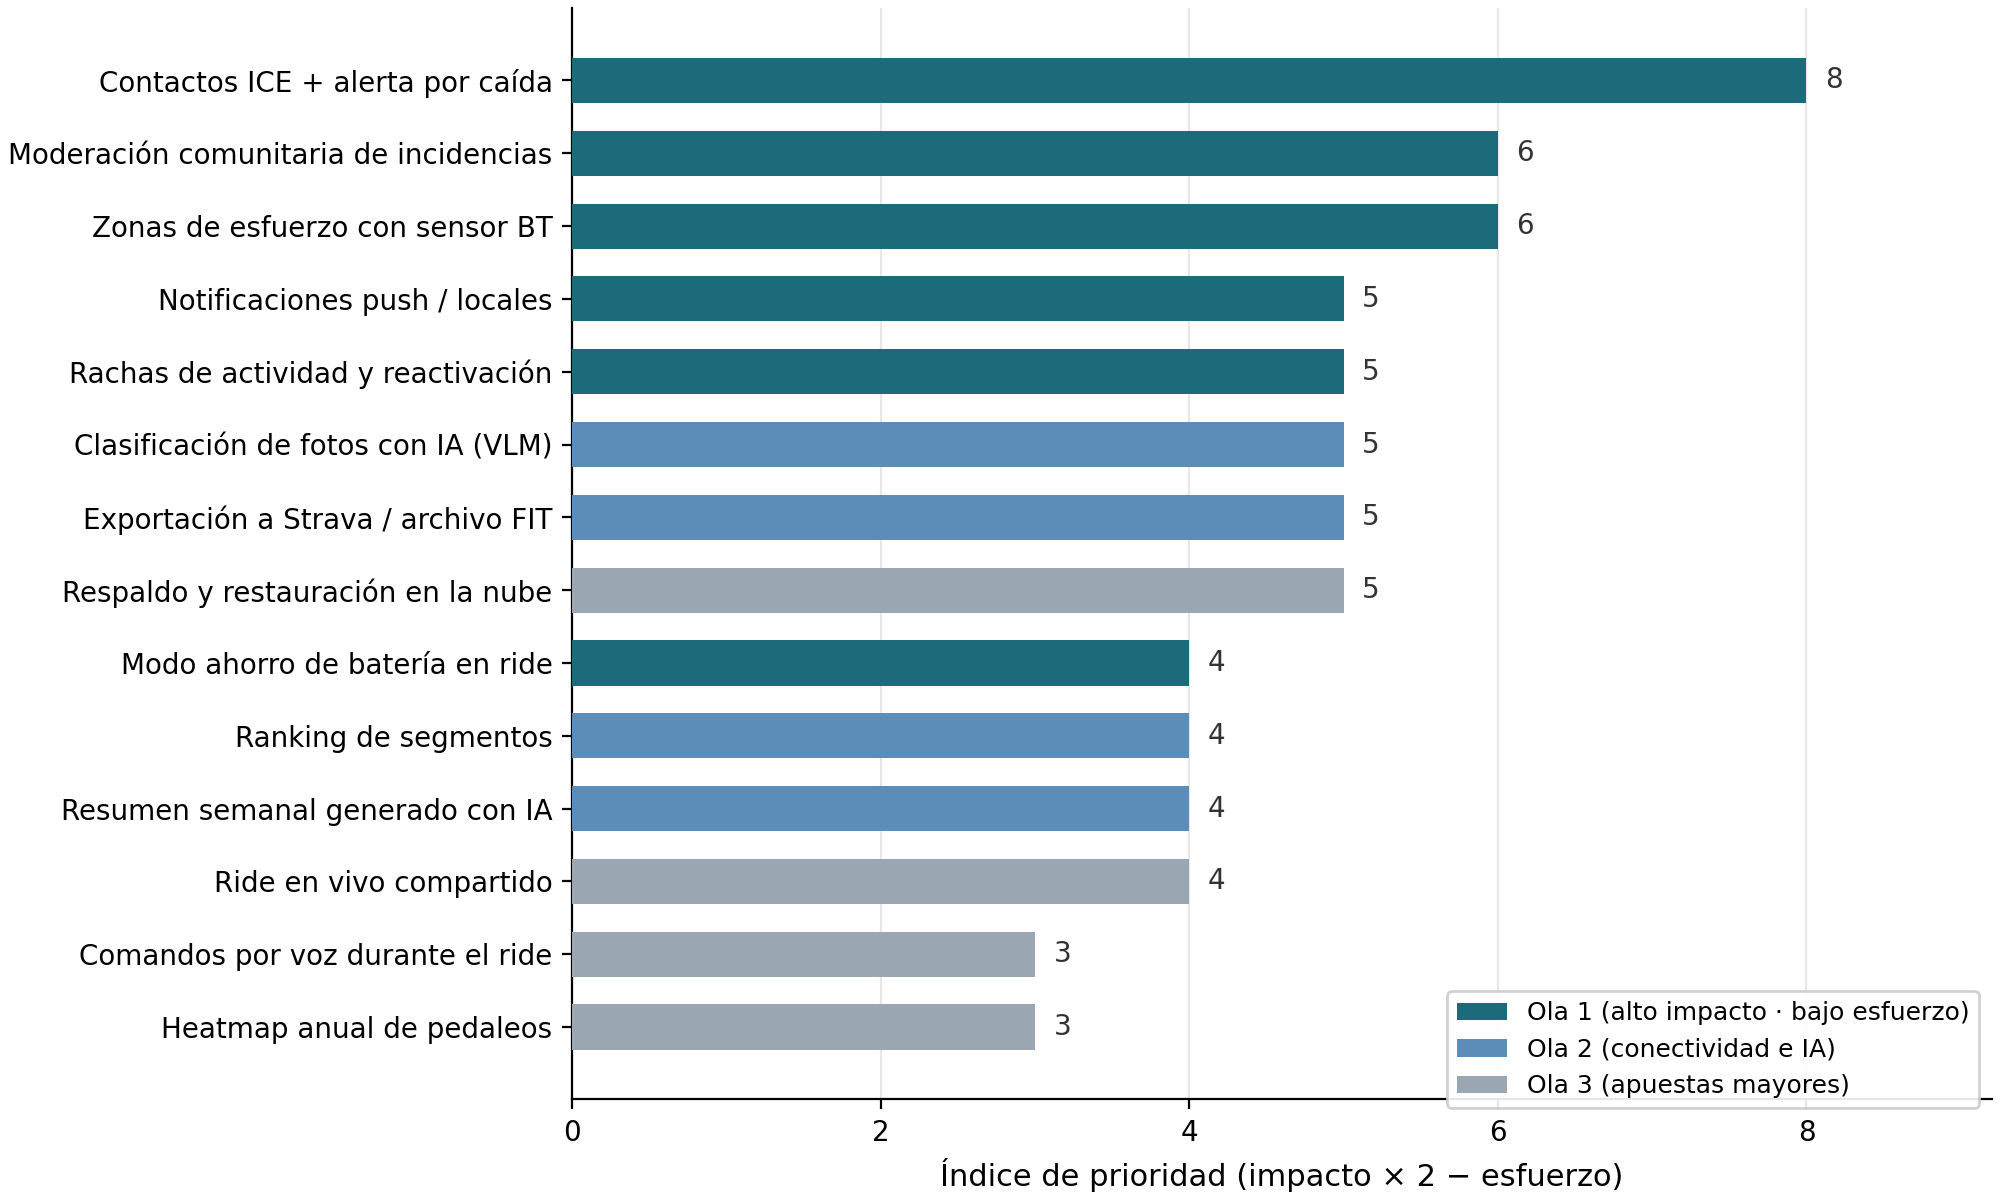 Contactos ICE + alerta por caída 8
Moderación comunitaria de incidencias 6
Zonas de esfuerzo con sensor BT 6
Notificaciones push / locales 5
Rachas de actividad y reactivación 5
Clasificación de fotos con IA (VLM) 5
Exportación a Strava / archivo FIT 5
Respaldo y restauración en la nube 5
Modo ahorro de batería en ride 4
Ranking de segmentos 4
Resumen semanal generado con IA 4
Ride en vivo compartido 4
Comandos por voz durante el ride 3
Heatmap anual de pedaleos 3
Ola 1 (alto impacto · bajo esfuerzo)
Ola 2 (conectividad e IA)
Ola 3 (apuestas mayores)
0 2 4 6 8
Índice de prioridad (impacto × 2 − esfuerzo)